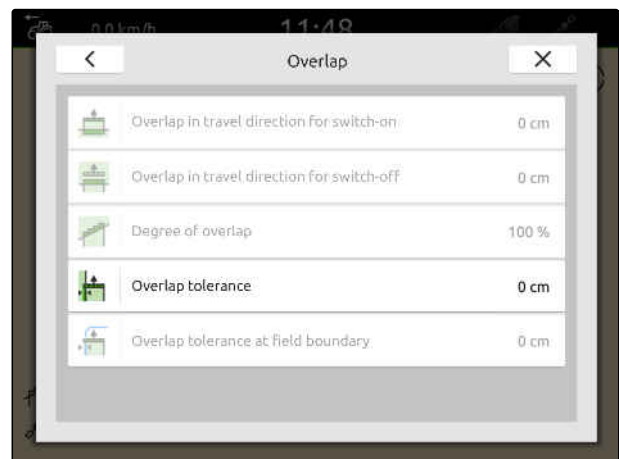 0.0 km/h 11:48
Overlap
Overlap in travel direction for switch-on 0 cm
Overlap in travel direction for switch-off 0 cm
Degree of overlap 100 %
Overlap tolerance 0 cm
Overlap tolerance at field boundary 0 cm